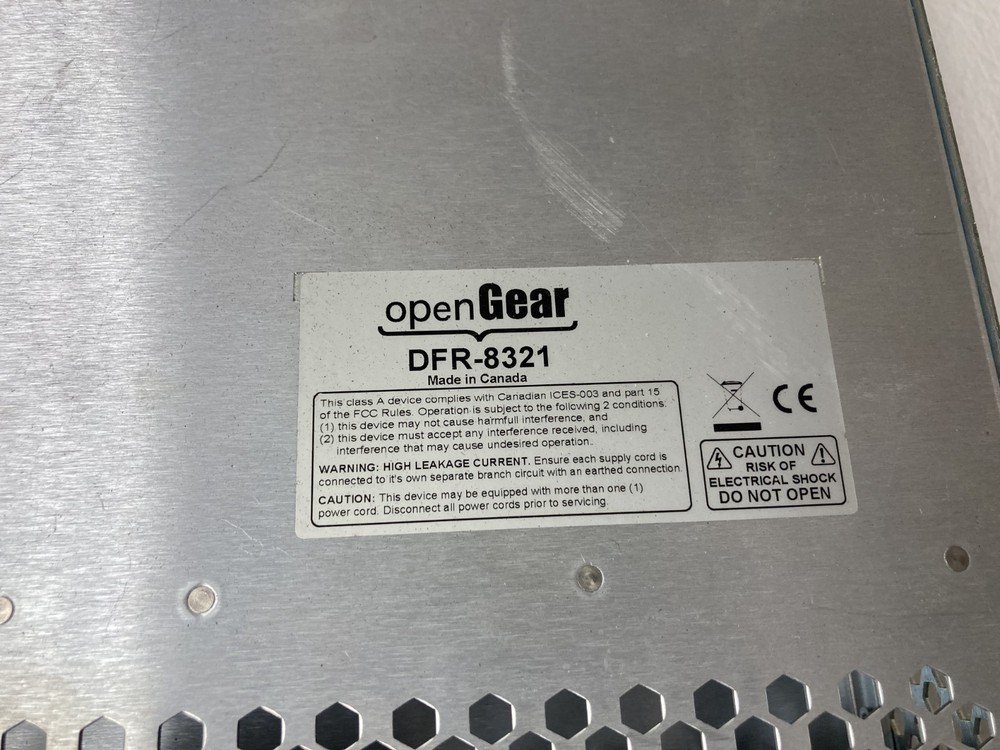 openGear
DFR-8321
Made in Canada
This class A device complies with Canadian ICES-003 and part 15
of the FCC Rules. Operation is subject to the following 2 conditions:
(1) this device may not cause harmfull interference, and
(2) this device must accept any interference received, including
interference that may cause undesired operation.
WARNING: HIGH LEAKAGE CURRENT. Ensure each supply cord is
connected to it's own separate branch circuit with an earthed connection.
CAUTION: This device may be equipped with more than one (1)
power cord. Disconnect all power cords prior to servicing.
CE
CAUTION
RISK OF
ELECTRICAL SHOCK
DO NOT OPEN